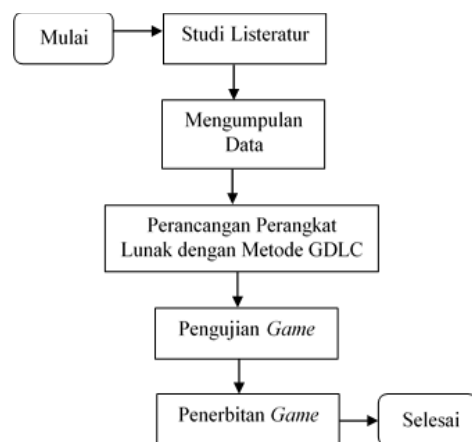 Mulai
Studi Listeratur
Mengumpulan
Data
Perancangan Perangkat
Lunak dengan Metode GDLC
Pengujian Game
Penerbitan Game
Selesai